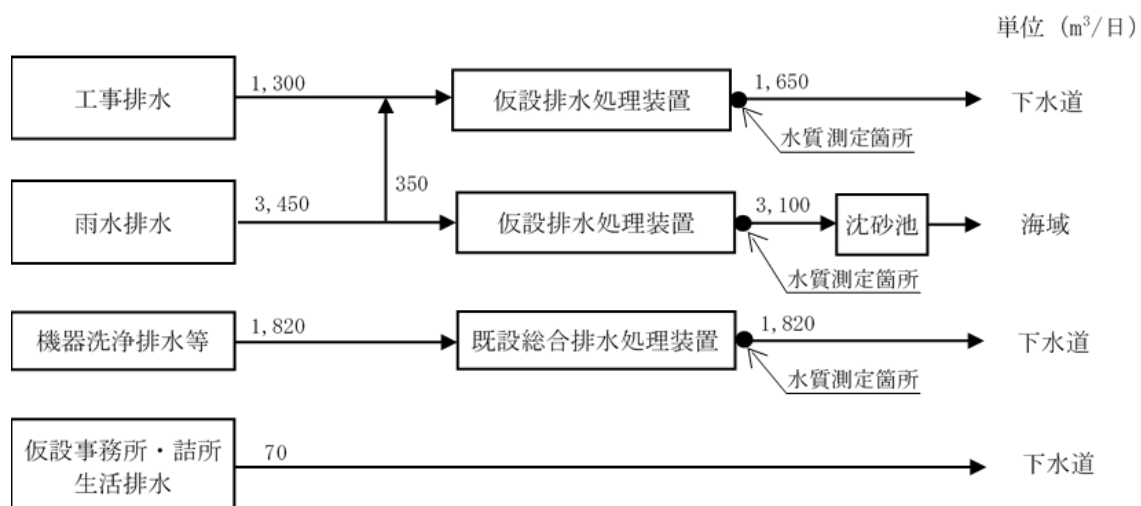 単位 (m³/日)
工事排水
1,300
仮設排水処理装置
1,650
下水道
水質測定箇所
350
雨水排水
3,450
仮設排水処理装置
3,100
沈砂池
海域
水質測定箇所
機器洗浄排水等
1,820
既設総合排水処理装置
1,820
下水道
水質測定箇所
仮設事務所・詰所
生活排水
70
下水道